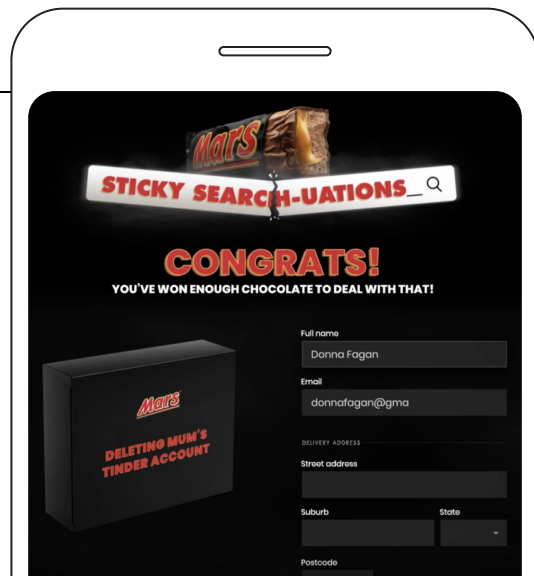 Mars
STICKY SEARCH-UATIONS_
CONGRATS!
YOU'VE WON ENOUGH CHOCOLATE TO DEAL WITH THAT!
Mars
DELETING MUM'S
TINDER ACCOUNT
Full name
Donna Fagan
Email
donnafagan@gma
DELIVERY ADDRESS
Street address
Suburb State
Postcode